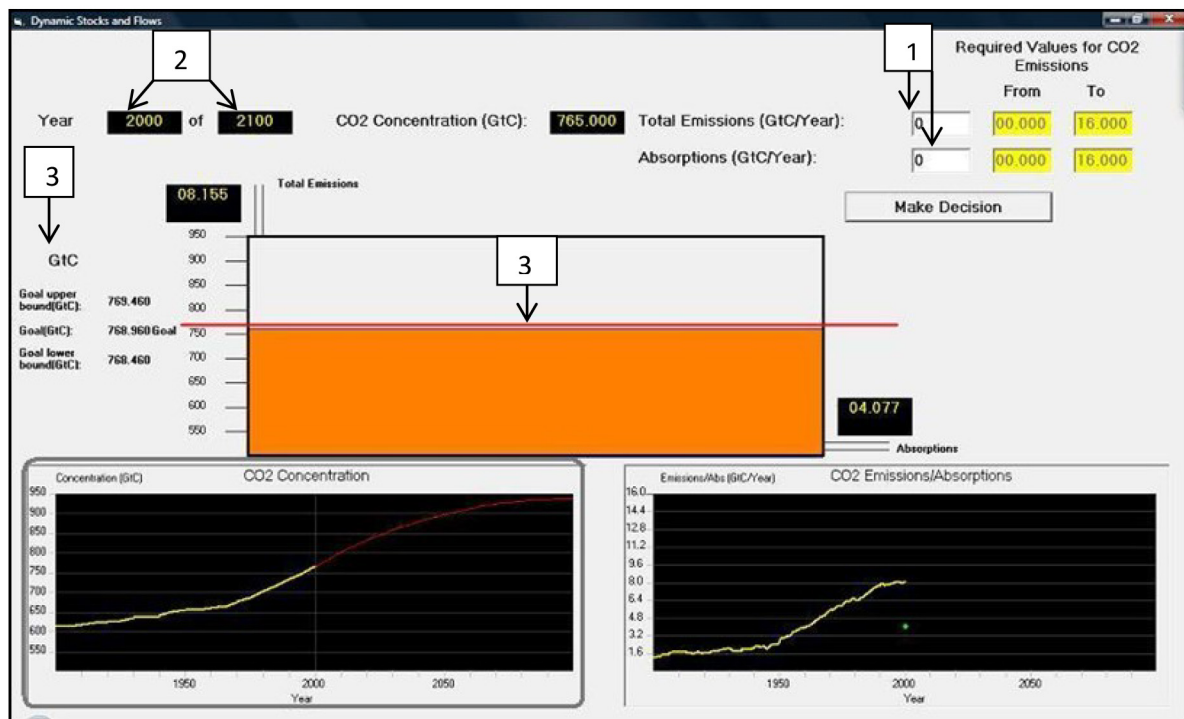 Dynamic Stocks and Flows
1
2
Required Values for CO2
Emissions
From To
Year 2000 of 2100 CO2 Concentration (GtC): 765.000 Total Emissions (GtC/Year): 0 00.000 16.000
Absorptions (GtC/Year): 0 00.000 16.000
3
08.155 Total Emissions
Make Decision
950
GtC
900
3
850
Goal upper
bound(GtC): 769.460
800
Goal(GtC): 768.960 Goal 750
Goal lower
bound(GtC): 768.460
700
650
600
550
04.077
Absorptions
Concentration (GtC) CO2 Concentration
950
900
850
800
750
700
650
600
550
1950 2000 2050
Year
Emissions/Abs (GtC/Year) CO2 Emissions/Absorptions
16.0
14.4
12.8
11.2
9.6
8.0
6.4
4.8
3.2
1.6
1950 2000 2050
Year